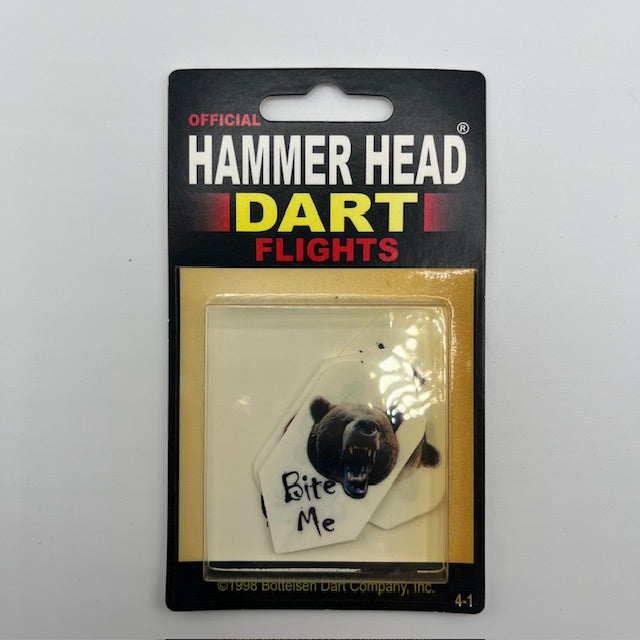 OFFICIAL
HAMMER HEAD®
DART
FLIGHTS
Bite
Me
©1998 Bottelsen Dart Company, Inc.
4-1